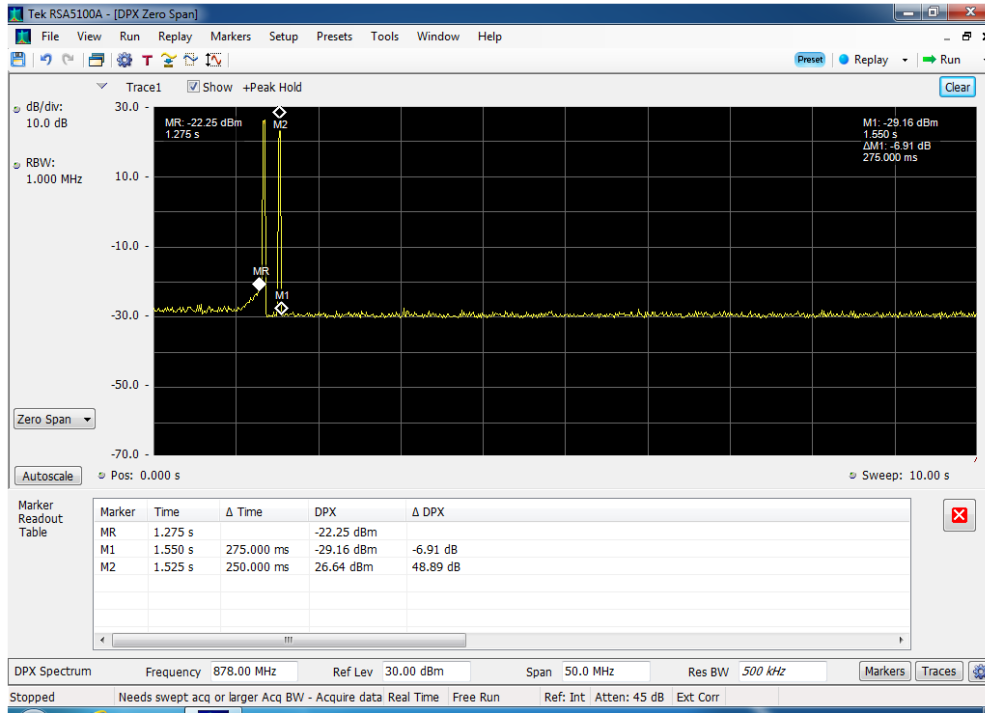 Tek RSA5100A - [DPX Zero Span]
File View Run Replay Markers Setup Presets Tools Window Help
T Preset Replay Run
Trace1 Show +Peak Hold Clear
dB/div:
10.0 dB
RBW:
1.000 MHz
30.0 -
10.0 -
-10.0 -
-30.0 -
-50.0 -
-70.0 -
MR: -22.25 dBm
1.275 s
M2
M1: -29.16 dBm
1.550 s
ΔM1: -6.91 dB
275.000 ms
MR
M1
Zero Span
Autoscale Pos: 0.000 s Sweep: 10.00 s
Marker
Readout
Table
Marker Time Δ Time DPX Δ DPX
MR 1.275 s -22.25 dBm
M1 1.550 s 275.000 ms -29.16 dBm -6.91 dB
M2 1.525 s 250.000 ms 26.64 dBm 48.89 dB
DPX Spectrum Frequency 878.00 MHz Ref Lev 30.00 dBm Span 50.0 MHz Res BW 500 kHz Markers Traces
Stopped Needs swept acq or larger Acq BW - Acquire data Real Time Free Run Ref: Int Atten: 45 dB Ext Corr